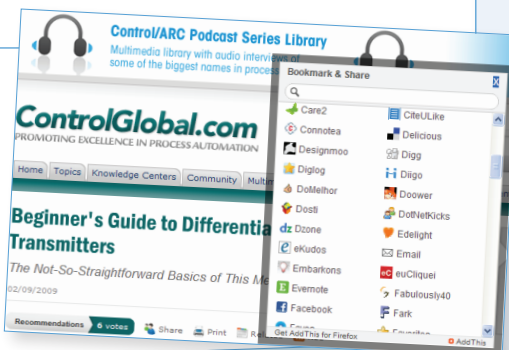 Control/ARC Podcast Series Library
Multimedia library with audio interviews of
some of the biggest names in process
ControlGlobal.com
PROMOTING EXCELLENCE IN PROCESS AUTOMATION
Home Topics Knowledge Centers Community
Beginner's Guide to Differential
Transmitters
The Not-So-Straightforward Basics of This
02/09/2009
Recommendations 6 votes Share Print
Bookmark & Share
X
Care2 CiteULike
Connotea Delicious
Designmoo Digg
Diglog Diigo
DoMelhor Doower
Dosti DotNetKicks
Dzone Edelight
eKudos Email
Embarkons euCliquei
Evernote Fabulously40
Facebook Fark
Get AddThis for Firefox AddThis